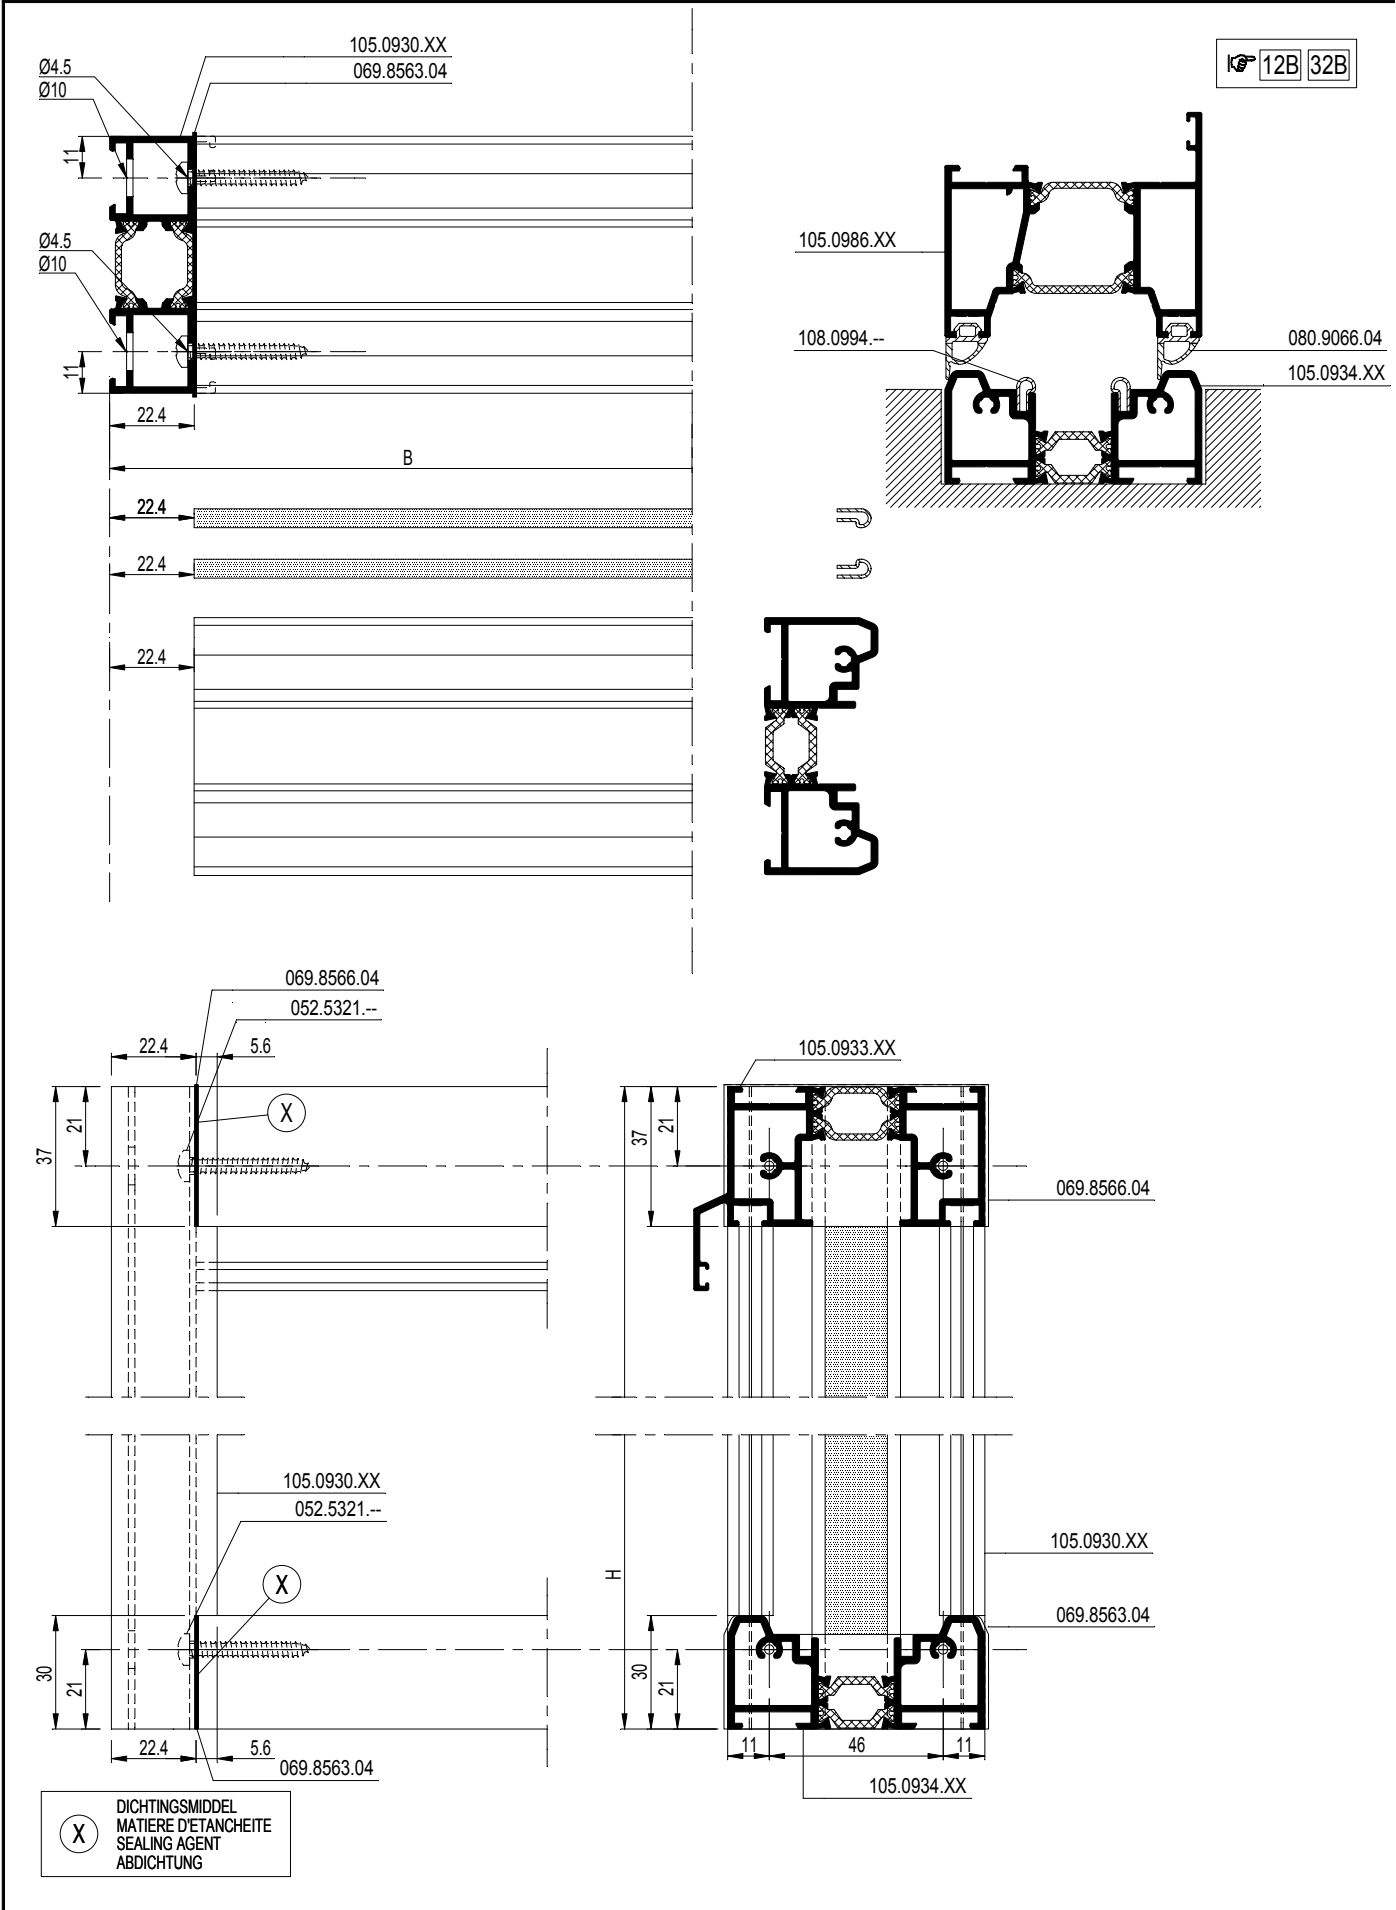 105.0930.XX
069.8563.04
Ø4.5
Ø10
11
Ø4.5
Ø10
11
22.4
B
22.4
22.4
22.4
12B 32B
105.0986.XX
108.0994.--
080.9066.04
105.0934.XX
069.8566.04
052.5321.--
22.4 5.6
X
21
37
105.0933.XX
37
21
069.8566.04
105.0930.XX
052.5321.--
X
30
21
22.4 5.6
069.8563.04
H
105.0930.XX
069.8563.04
30
21
11 46 11
105.0934.XX
X
DICHTINGSMIDDEL
MATIERE D'ETANCHEITE
SEALING AGENT
ABDICHTUNG